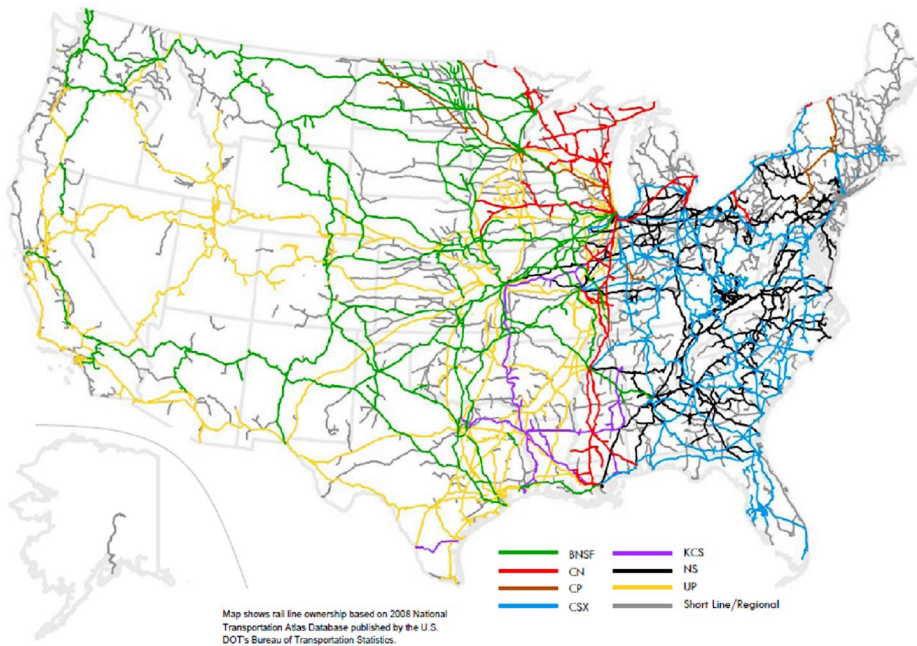 BNSF
CN
CP
CSX
KCS
NS
UP
Short Line/Regional
Map shows rail line ownership based on 2008 National
Transportation Atlas Database published by the U.S.
DOT's Bureau of Transportation Statistics.